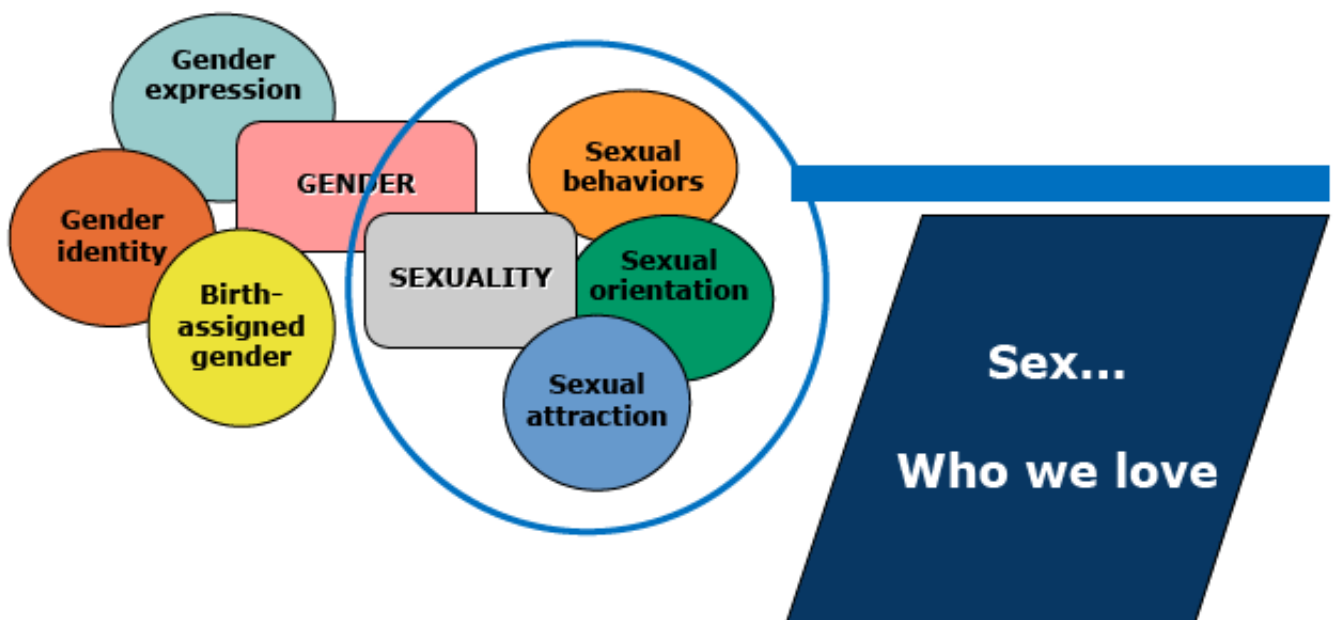 Gender
expression
GENDER
Gender
identity
Birth-
assigned
gender
SEXUALITY
Sexual
behaviors
Sexual
orientation
Sexual
attraction
Sex...
Who we love